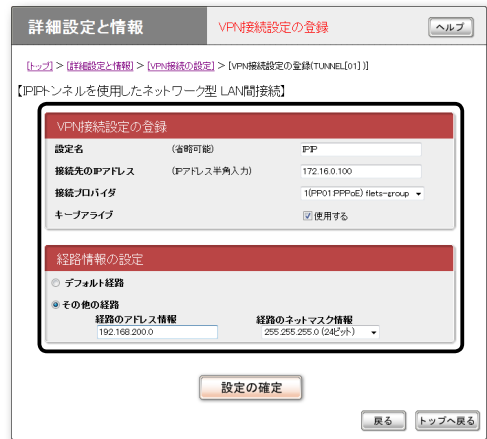 詳細設定と情報 VPN接続設定の登録 ヘルプ
[トップ] > [詳細設定と情報] > [VPN接続の設定] > [VPN接続設定の登録(TUNNEL[01] )]
【IPIPトンネルを使用したネットワーク型 LAN間接続】
VPN接続設定の登録
設定名 (省略可能) IPIP
接続先のIPアドレス (IPアドレス半角入力) 172.16.0.100
接続プロバイダ 1(PP01:PPPoE) flets-group
キープアライブ 使用する
経路情報の設定
デフォルト経路
その他の経路
経路のアドレス情報 経路のネットマスク情報
192.168.200.0 255.255.255.0 (24ビット)
設定の確定
戻る トップへ戻る